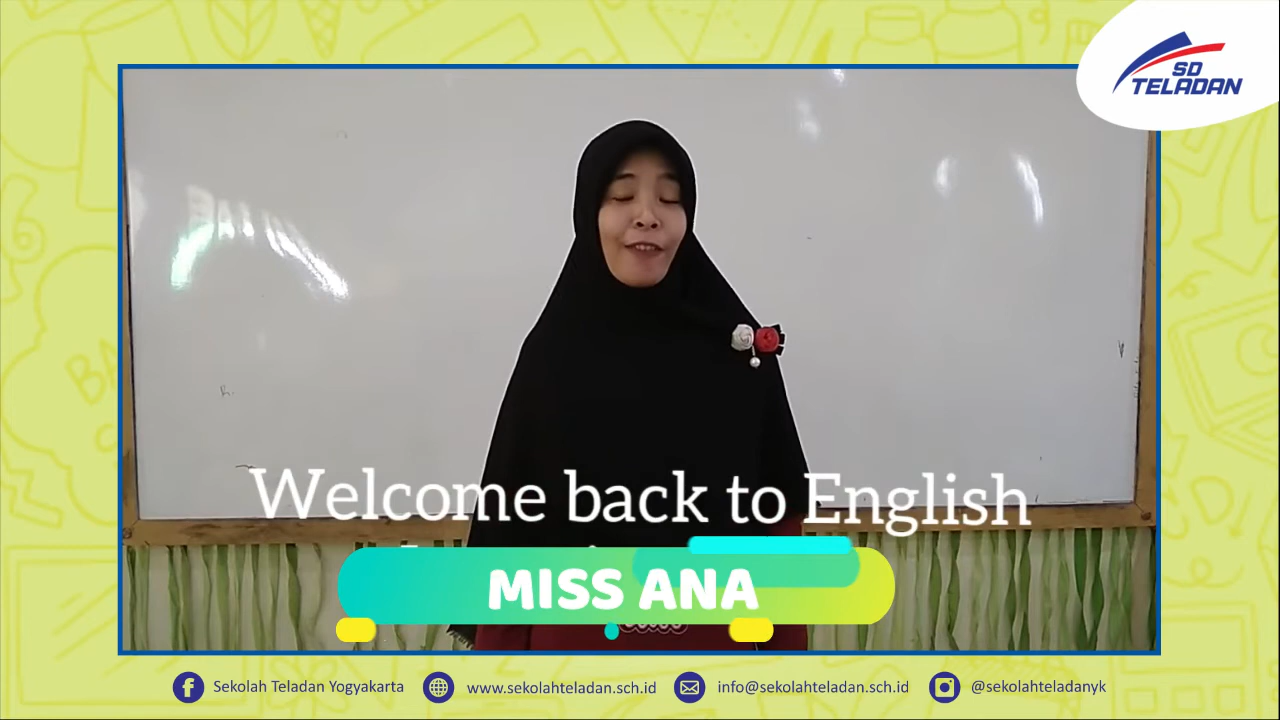 SD
TELADAN
Welcome back to English
MISS ANA
Sekolah Teladan Yogyakarta
www.sekolahteladan.sch.id
info@sekolahteladan.sch.id
@sekolahteladanyk